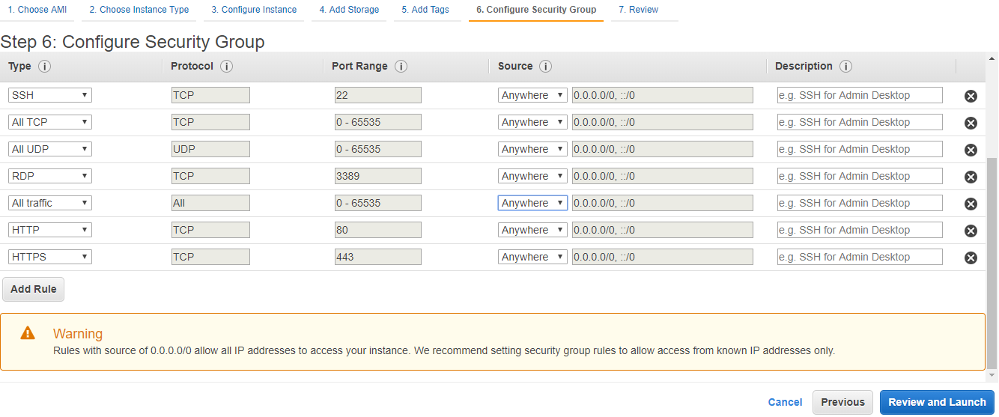 1. Choose AMI 2. Choose Instance Type 3. Configure Instance 4. Add Storage 5. Add Tags 6. Configure Security Group 7. Review
Step 6: Configure Security Group
Type i Protocol i Port Range i Source i Description i
SSH TCP 22 Anywhere 0.0.0.0/0, ::/0 e.g. SSH for Admin Desktop
All TCP TCP 0 - 65535 Anywhere 0.0.0.0/0, ::/0 e.g. SSH for Admin Desktop
All UDP UDP 0 - 65535 Anywhere 0.0.0.0/0, ::/0 e.g. SSH for Admin Desktop
RDP TCP 3389 Anywhere 0.0.0.0/0, ::/0 e.g. SSH for Admin Desktop
All traffic All 0 - 65535 Anywhere 0.0.0.0/0, ::/0 e.g. SSH for Admin Desktop
HTTP TCP 80 Anywhere 0.0.0.0/0, ::/0 e.g. SSH for Admin Desktop
HTTPS TCP 443 Anywhere 0.0.0.0/0, ::/0 e.g. SSH for Admin Desktop
Add Rule
Warning
Rules with source of 0.0.0.0/0 allow all IP addresses to access your instance. We recommend setting security group rules to allow access from known IP addresses only.
Cancel Previous Review and Launch